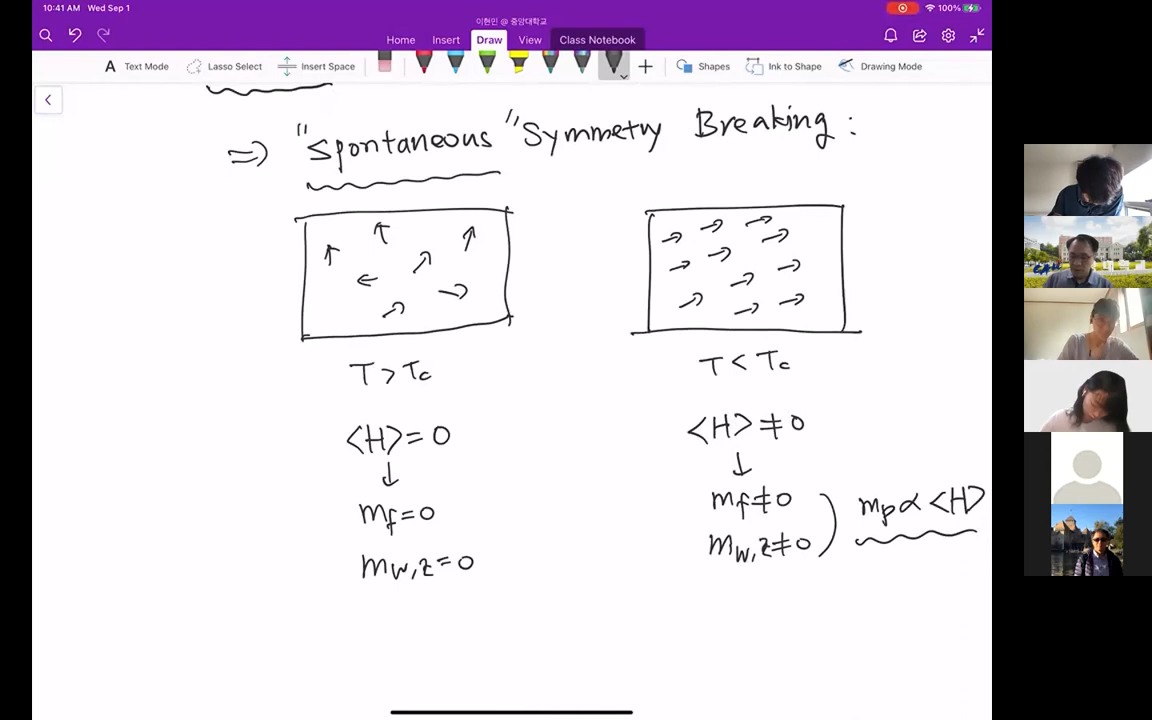 10:41 AM Wed Sep 1
이현민 @ 중앙대학교
100%
Home Insert Draw View Class Notebook
Text Mode Lasso Select Insert Space Shapes Ink to Shape Drawing Mode
⇒ "Spontaneous" Symmetry Breaking :
T > Tc
T < Tc
<H> = 0
<H> ≠ 0
↓
↓
mf = 0
mf ≠ 0
mW,Z = 0
mW,Z ≠ 0
mp ∝ <H>